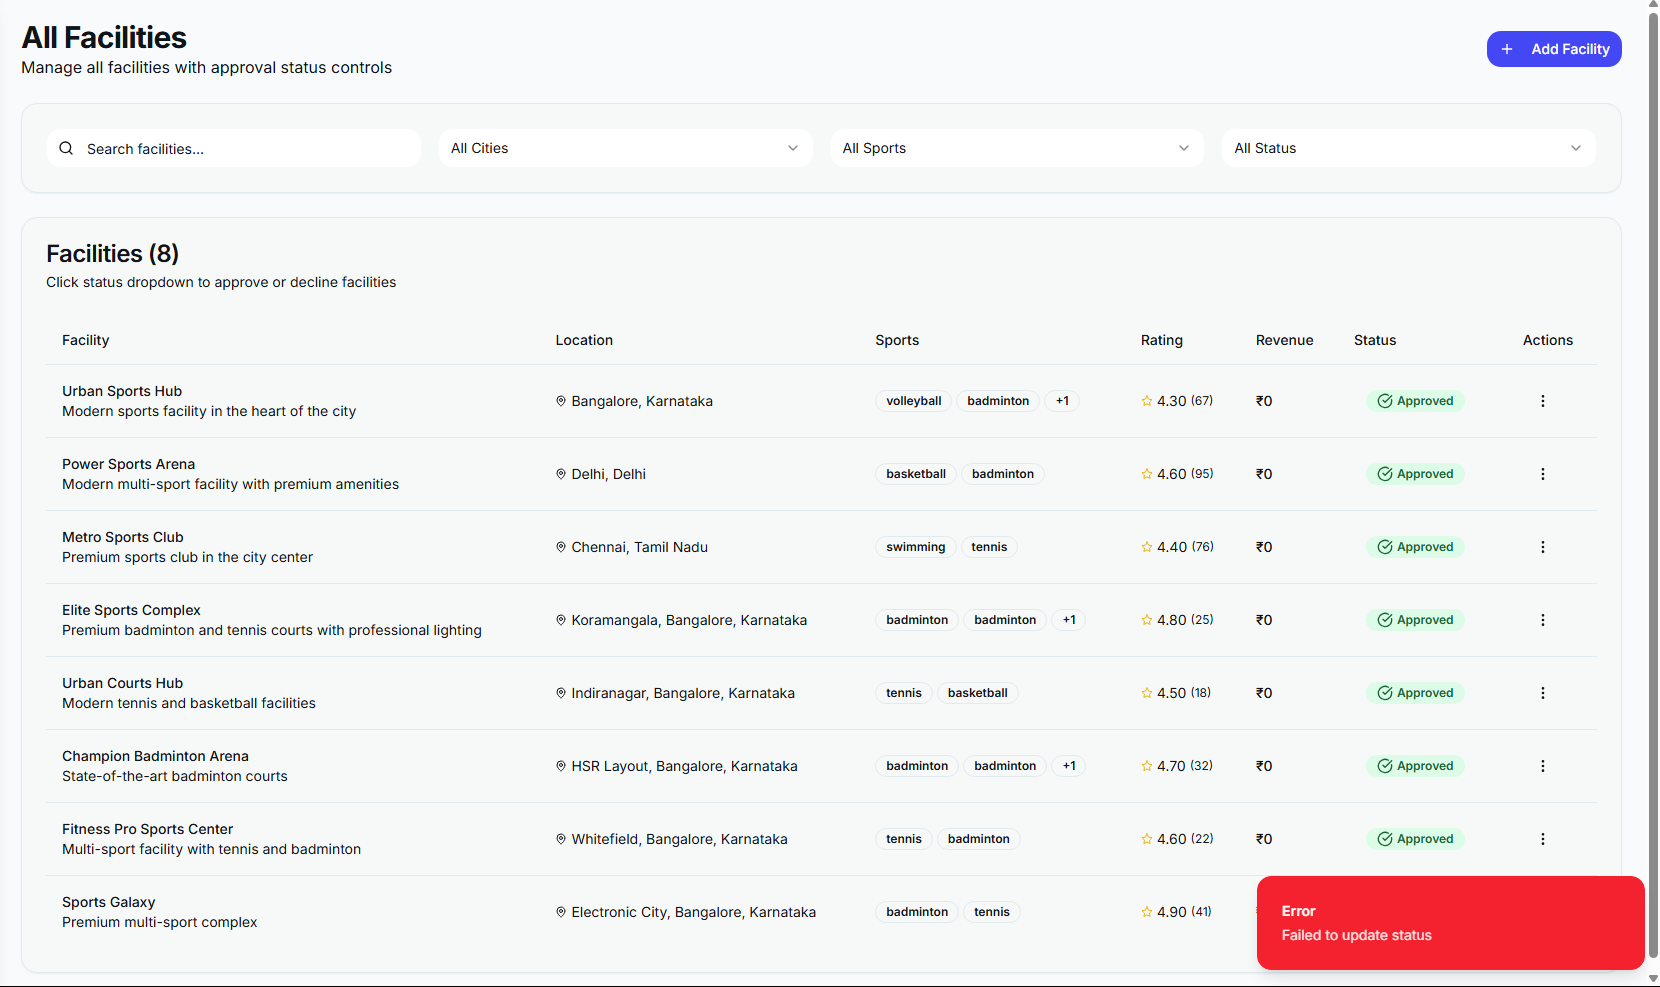 All Facilities
Manage all facilities with approval status controls
Add Facility
Search facilities...
All Cities
All Sports
All Status
Facilities (8)
Click status dropdown to approve or decline facilities
Facility Location Sports Rating Revenue Status Actions
Urban Sports Hub
Modern sports facility in the heart of the city
Bangalore, Karnataka
volleyball badminton +1
4.30 (67)
₹0
Approved
Power Sports Arena
Modern multi-sport facility with premium amenities
Delhi, Delhi
basketball badminton
4.60 (95)
₹0
Approved
Metro Sports Club
Premium sports club in the city center
Chennai, Tamil Nadu
swimming tennis
4.40 (76)
₹0
Approved
Elite Sports Complex
Premium badminton and tennis courts with professional lighting
Koramangala, Bangalore, Karnataka
badminton badminton +1
4.80 (25)
₹0
Approved
Urban Courts Hub
Modern tennis and basketball facilities
Indiranagar, Bangalore, Karnataka
tennis basketball
4.50 (18)
₹0
Approved
Champion Badminton Arena
State-of-the-art badminton courts
HSR Layout, Bangalore, Karnataka
badminton badminton +1
4.70 (32)
₹0
Approved
Fitness Pro Sports Center
Multi-sport facility with tennis and badminton
Whitefield, Bangalore, Karnataka
tennis badminton
4.60 (22)
₹0
Approved
Sports Galaxy
Premium multi-sport complex
Electronic City, Bangalore, Karnataka
badminton tennis
4.90 (41)
Error
Failed to update status